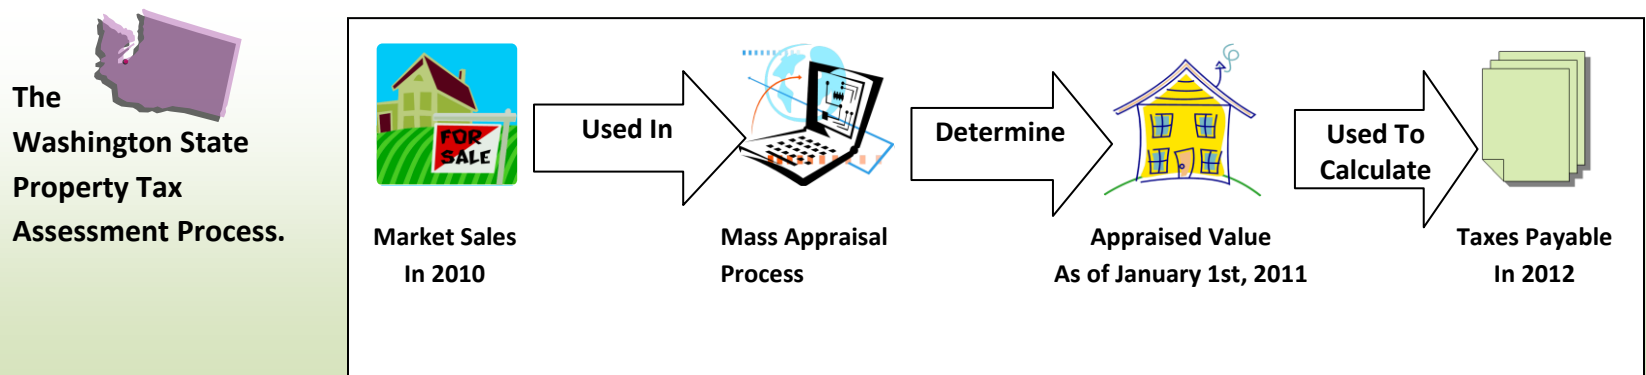 The
Washington State
Property Tax
Assessment Process.
FOR
SALE
Used In
Determine
Used To
Calculate
Market Sales
In 2010
Mass Appraisal
Process
Appraised Value
As of January 1st, 2011
Taxes Payable
In 2012